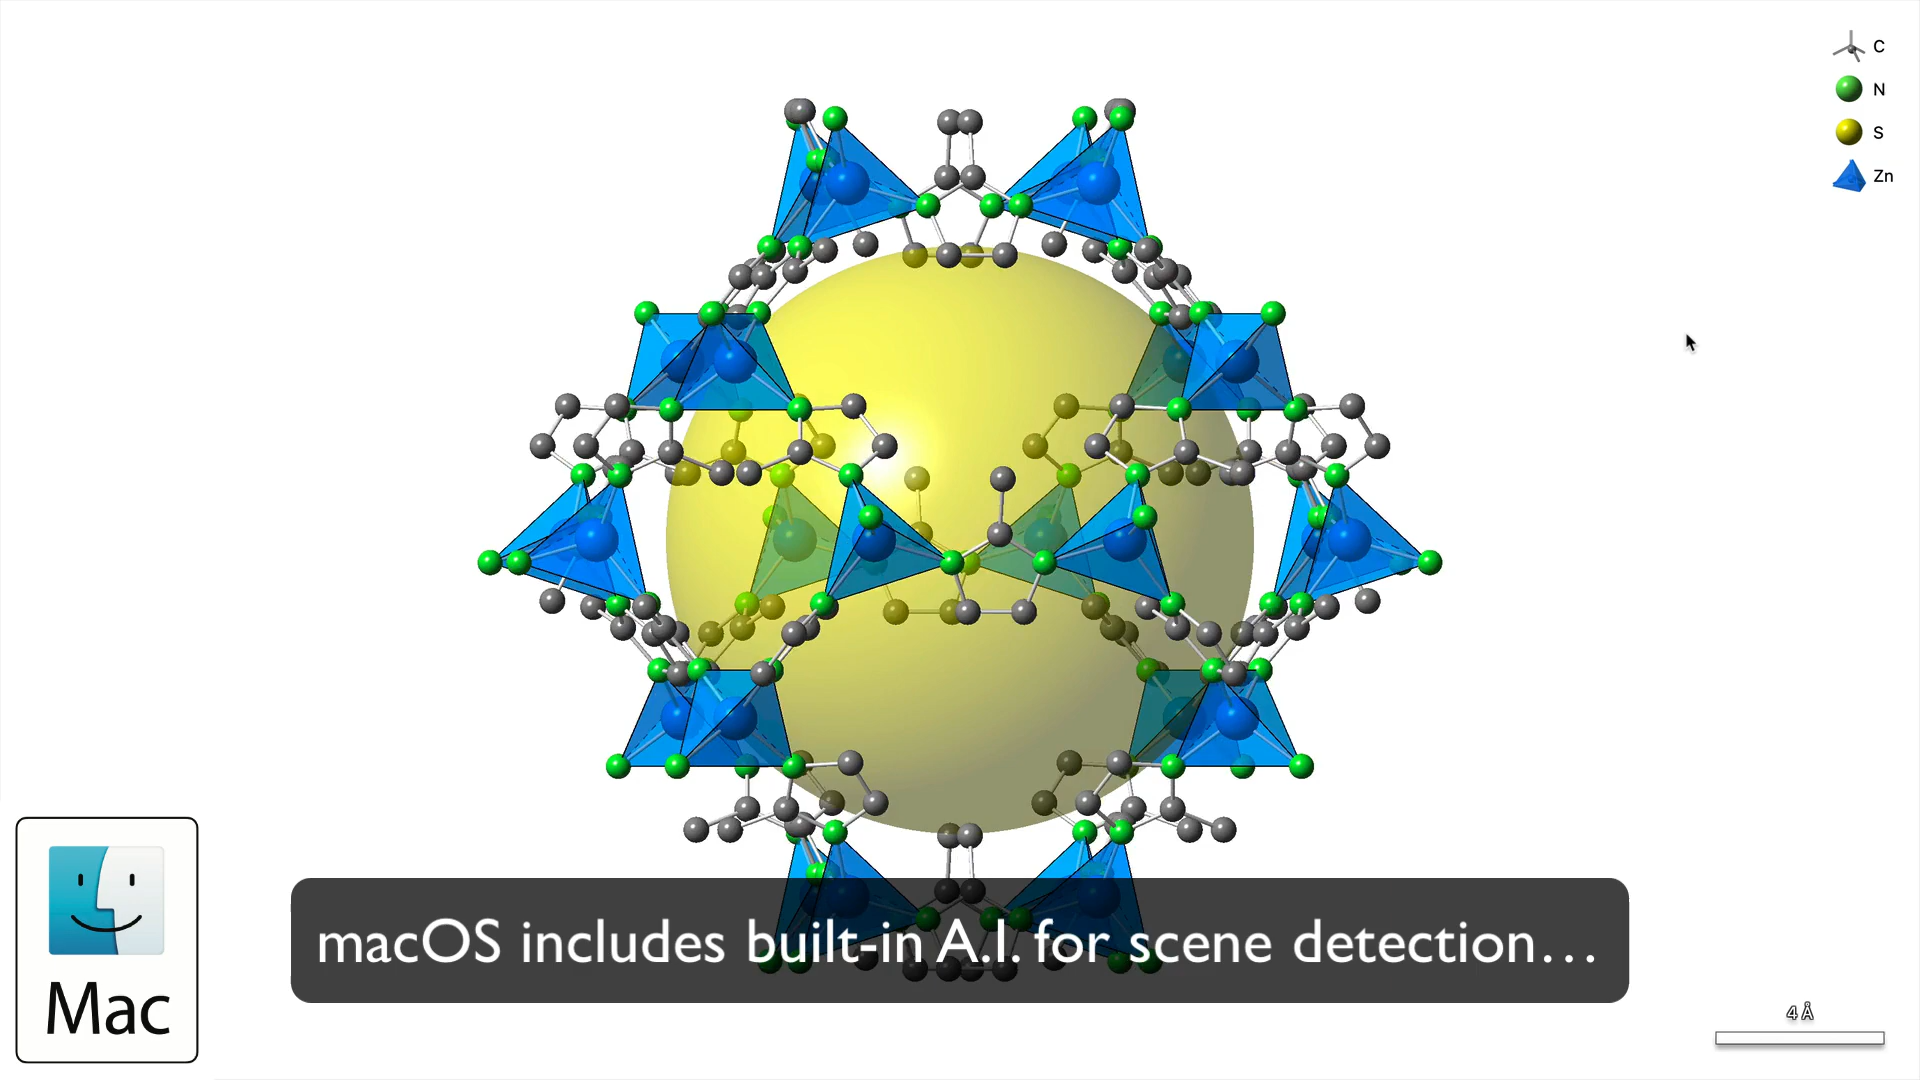 C
N
S
Zn
macOS includes built-in A.I. for scene detection…
Mac
4 Å